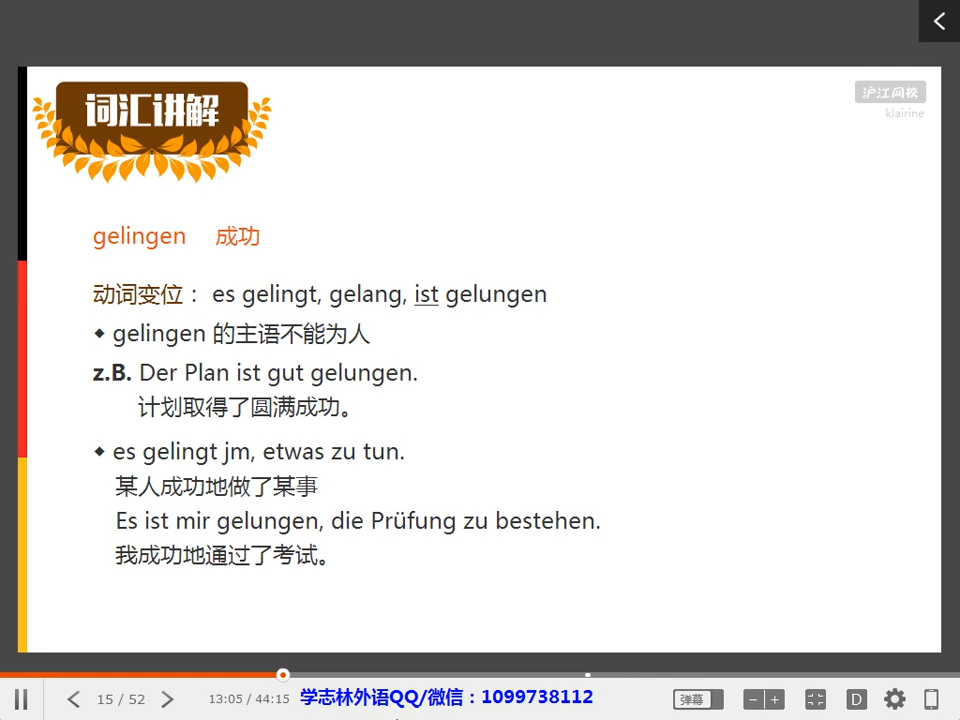 词汇讲解
沪江网校
klairine
gelingen 成功
动词变位： es gelingt, gelang, ist gelungen
◆ gelingen 的主语不能为人
z.B. Der Plan ist gut gelungen.
计划取得了圆满成功。
◆ es gelingt jm, etwas zu tun.
某人成功地做了某事
Es ist mir gelungen, die Prüfung zu bestehen.
我成功地通过了考试。
15 / 52 13:05 / 44:15 学志林外语QQ/微信：1099738112 弹幕 D